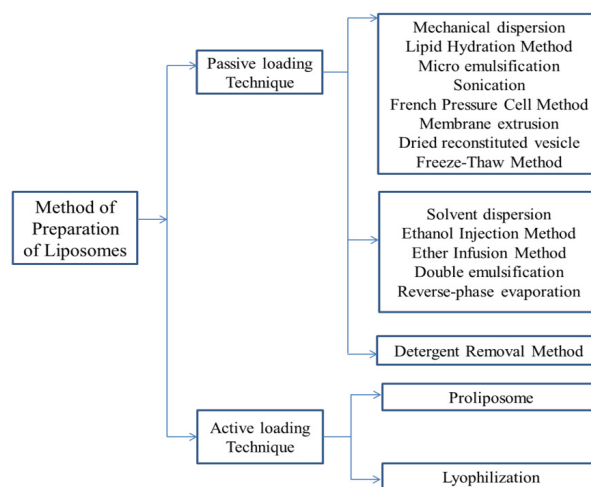 Method of
Preparation
of Liposomes
Passive loading
Technique
Mechanical dispersion
Lipid Hydration Method
Micro emulsification
Sonication
French Pressure Cell Method
Membrane extrusion
Dried reconstituted vesicle
Freeze-Thaw Method
Solvent dispersion
Ethanol Injection Method
Ether Infusion Method
Double emulsification
Reverse-phase evaporation
Detergent Removal Method
Active loading
Technique
Proliposome
Lyophilization